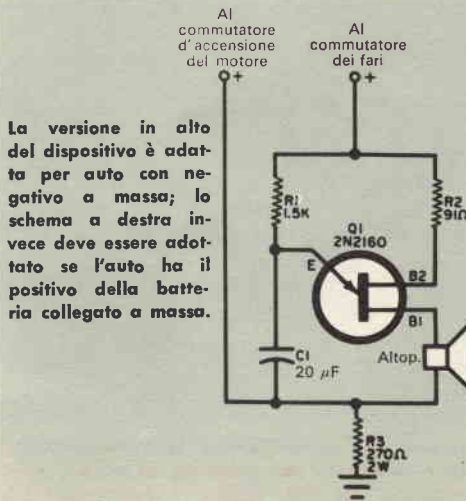 Al
commutatore
d'accensione
del motore
+
Al
commutatore
dei fari
+
La versione in alto
del dispositivo è adat-
ta per auto con ne-
gativo a massa; lo
schema a destra in-
vece deve essere adot-
tato se l'auto ha il
positivo della batte-
ria collegato a massa.
R1
1.5K
R2
91Ω
Q1
2N2160
E
B2
B1
C1
20 µF
Altop.
R3
270Ω
2W